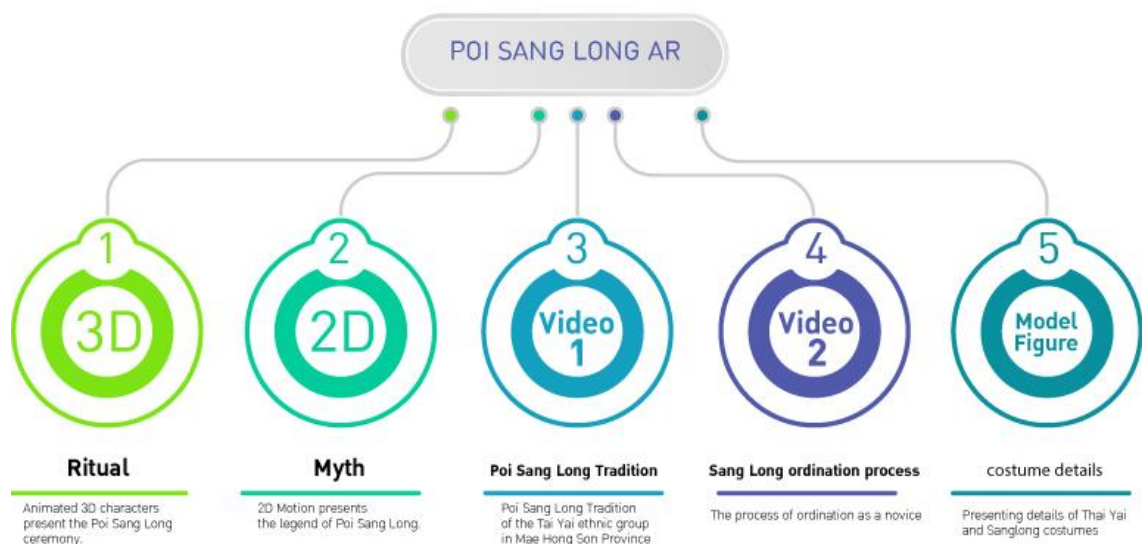 POI SANG LONG AR
1
3D
Ritual
Animated 3D characters
present the Poi Sang Long
ceremony.
2
2D
Myth
2D Motion presents
the legend of Poi Sang Long.
3
Video
1
Poi Sang Long Tradition
Poi Sang Long Tradition
of the Tai Yai ethnic group
in Mae Hong Son Province
4
Video
2
Sang Long ordination process
The process of ordination as a novice
5
Model
Figure
costume details
Presenting details of Thai Yai
and Sanglong costumes